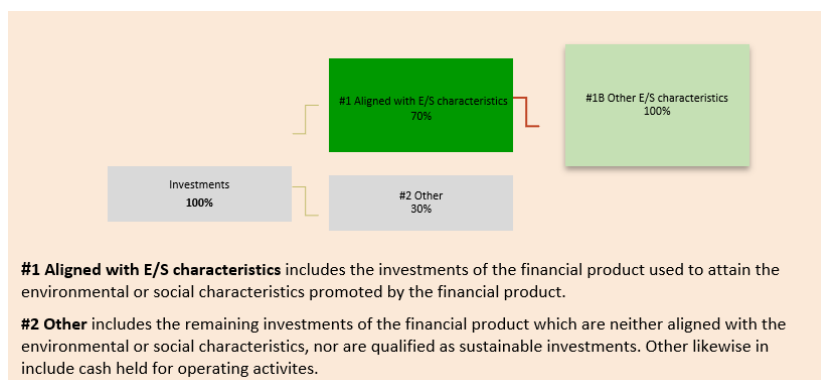 #1 Aligned with E/S characteristics
70%
#1B Other E/S characteristics
100%
Investments
100%
#2 Other
30%
#1 Aligned with E/S characteristics includes the investments of the financial product used to attain the
environmental or social characteristics promoted by the financial product.
#2 Other includes the remaining investments of the financial product which are neither aligned with the
environmental or social characteristics, nor are qualified as sustainable investments. Other likewise in
include cash held for operating activites.